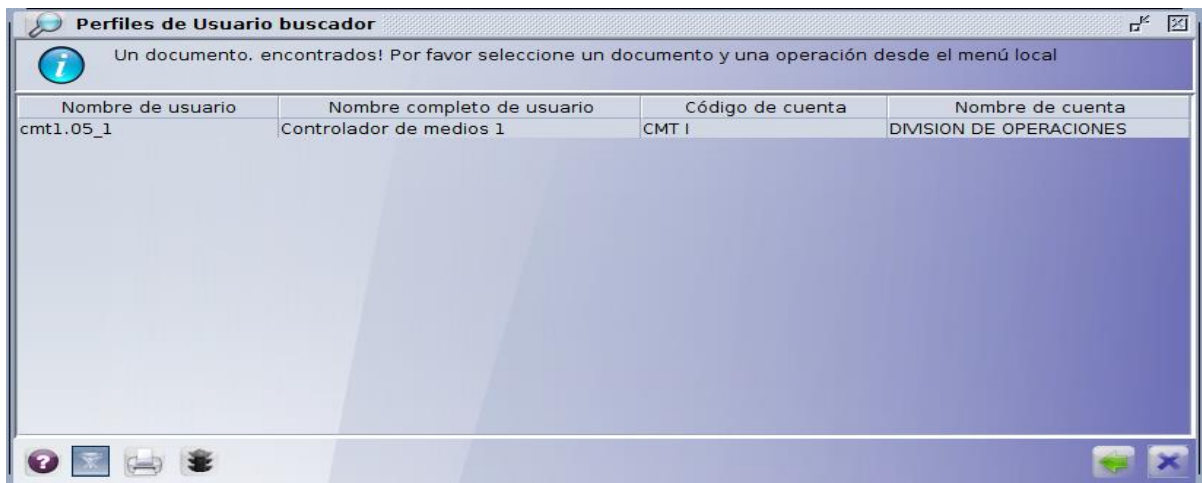 Perfiles de Usuario buscador
Un documento. encontrados! Por favor seleccione un documento y una operación desde el menú local
Nombre de usuario Nombre completo de usuario Código de cuenta Nombre de cuenta
cmt1.05_1 Controlador de medios 1 CMT I DIVISION DE OPERACIONES